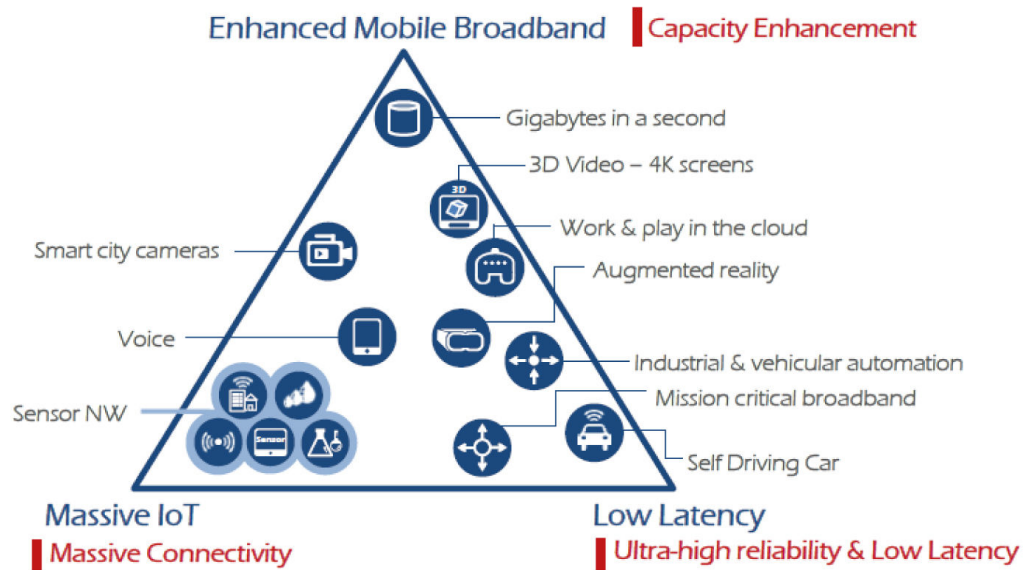 Enhanced Mobile Broadband
Capacity Enhancement
Gigabytes in a second
3D Video – 4K screens
3D
Work & play in the cloud
Smart city cameras
Augmented reality
Voice
Industrial & vehicular automation
Mission critical broadband
Sensor NW
Sensor
Self Driving Car
Massive IoT
Low Latency
Massive Connectivity
Ultra-high reliability & Low Latency